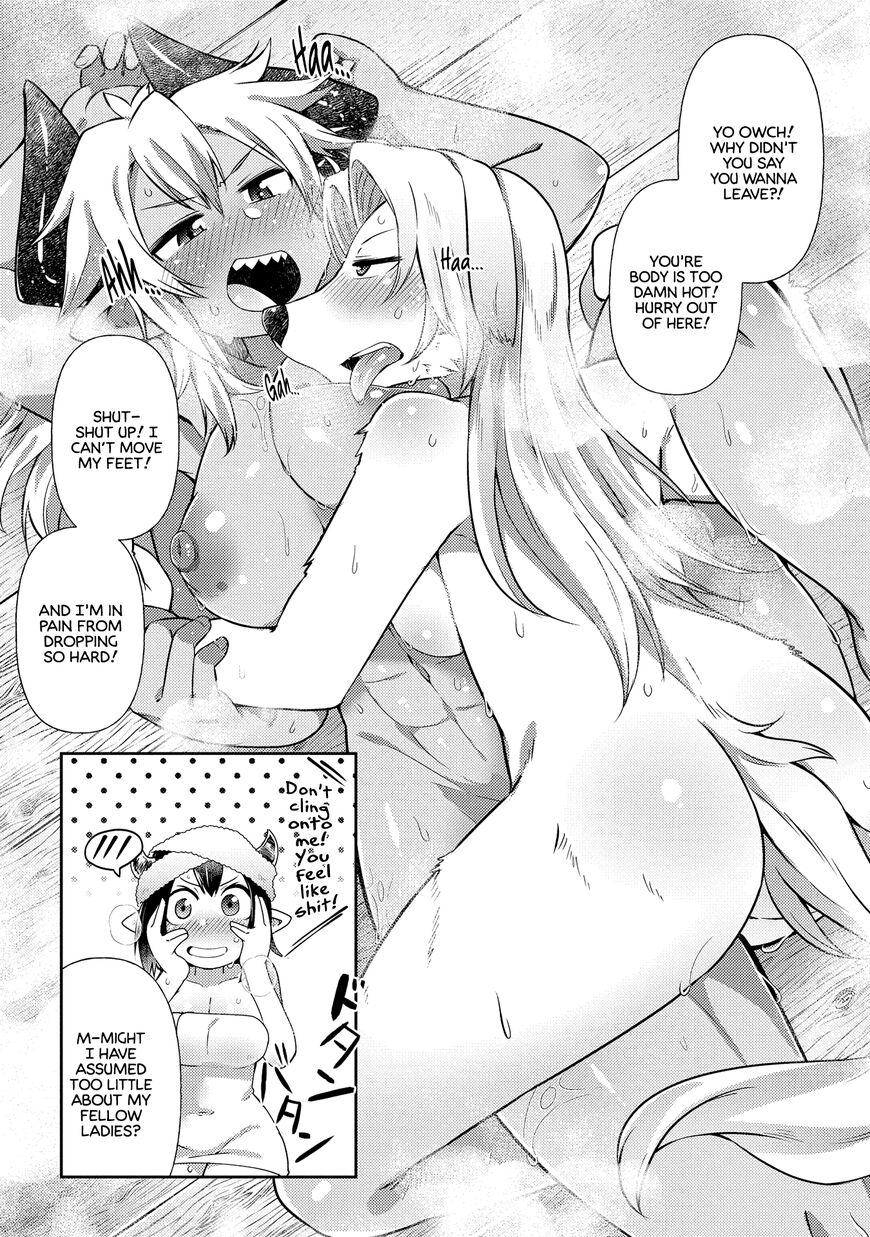 Haa...
YO OWCH!
WHY DIDN'T
YOU SAY
YOU WANNA
LEAVE?!
YOU'RE
BODY IS TOO
DAMN HOT!
HURRY OUT
OF HERE!
Haa...
Ahh...
Gah...
SHUT-
SHUT UP! I
CAN'T MOVE
MY FEET!
AND I'M IN
PAIN FROM
DROPPING
SO HARD!
Don't
cling
onto
me!
You
feel
like
shit!
M-MIGHT
I HAVE
ASSUMED
TOO LITTLE
ABOUT MY
FELLOW
LADIES?
ドタン
バタン